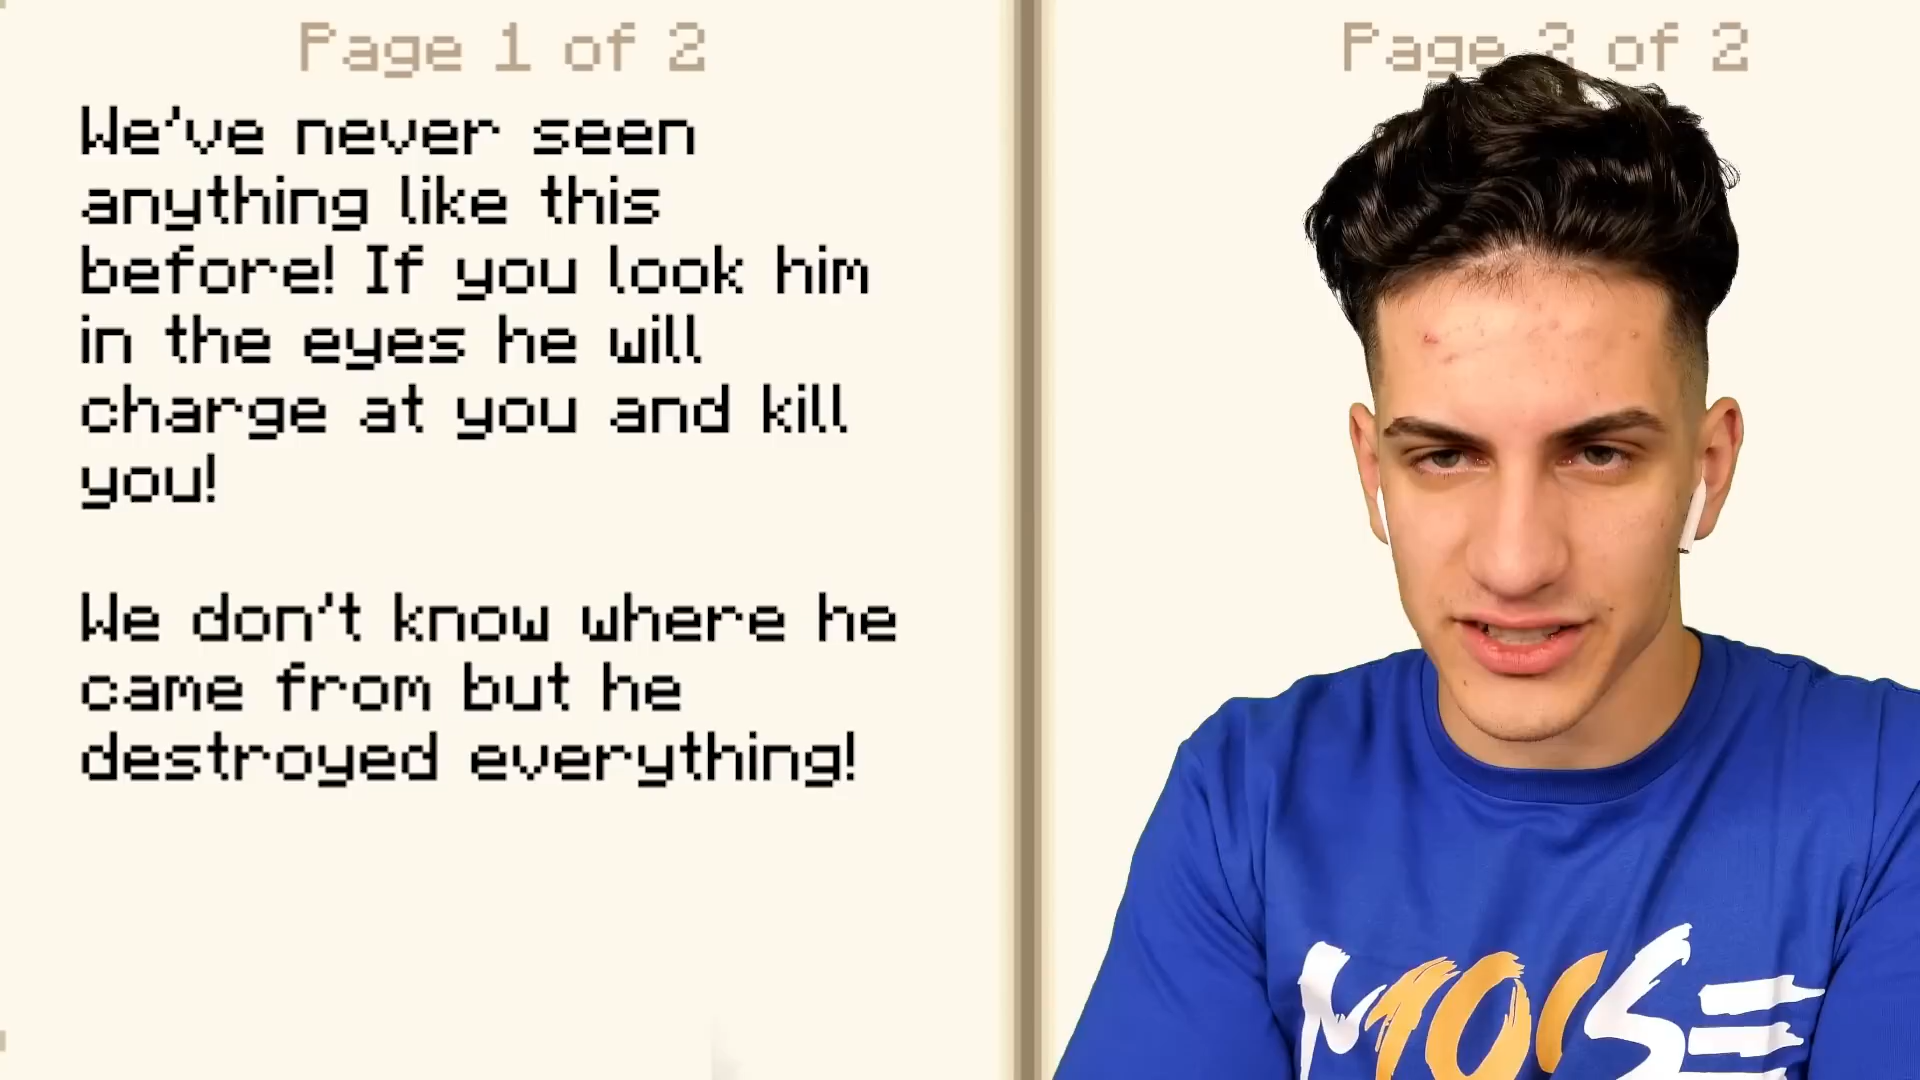 Page 1 of 2
We've never seen
anything like this
before! If you look him
in the eyes he will
charge at you and kill
you!
We don't know where he
came from but he
destroyed everything!
Page 2 of 2
MOISE